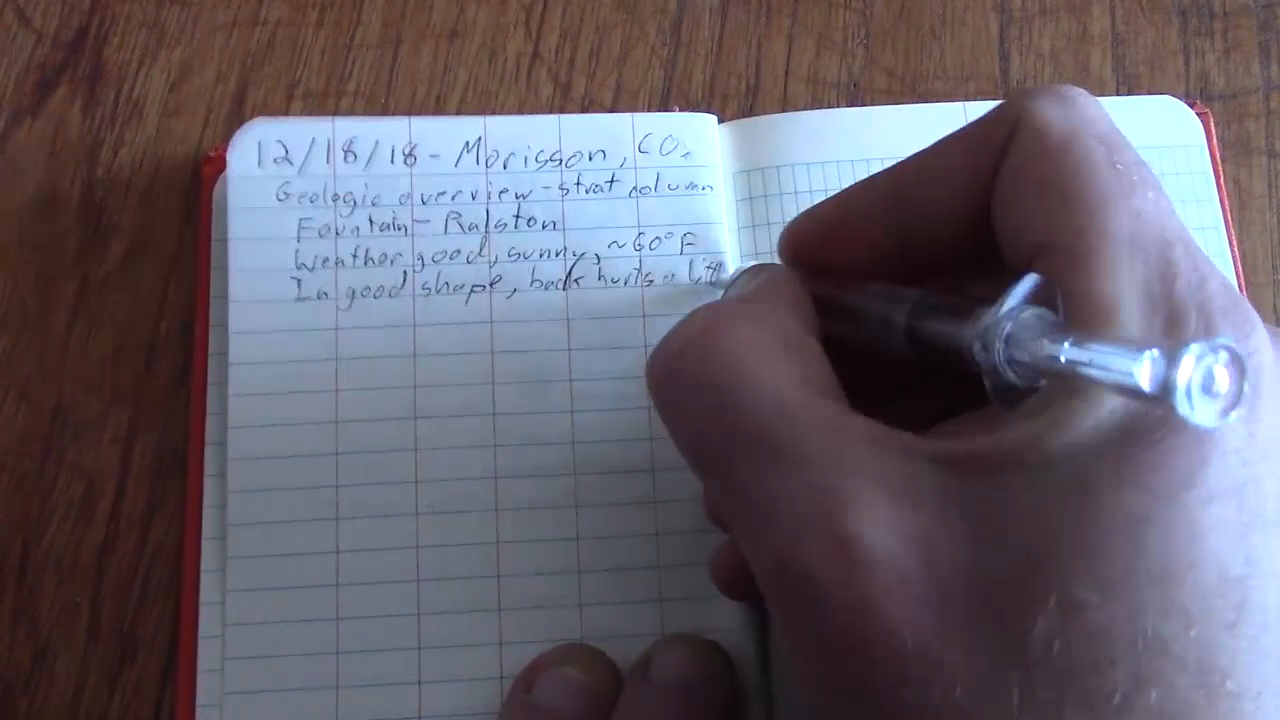 12/18/18 - Morisson, CO.
Geologic overview - strat column
Fountain - Ralston
Weather good, sunny, ~60°F
In good shape, back hurts a litt